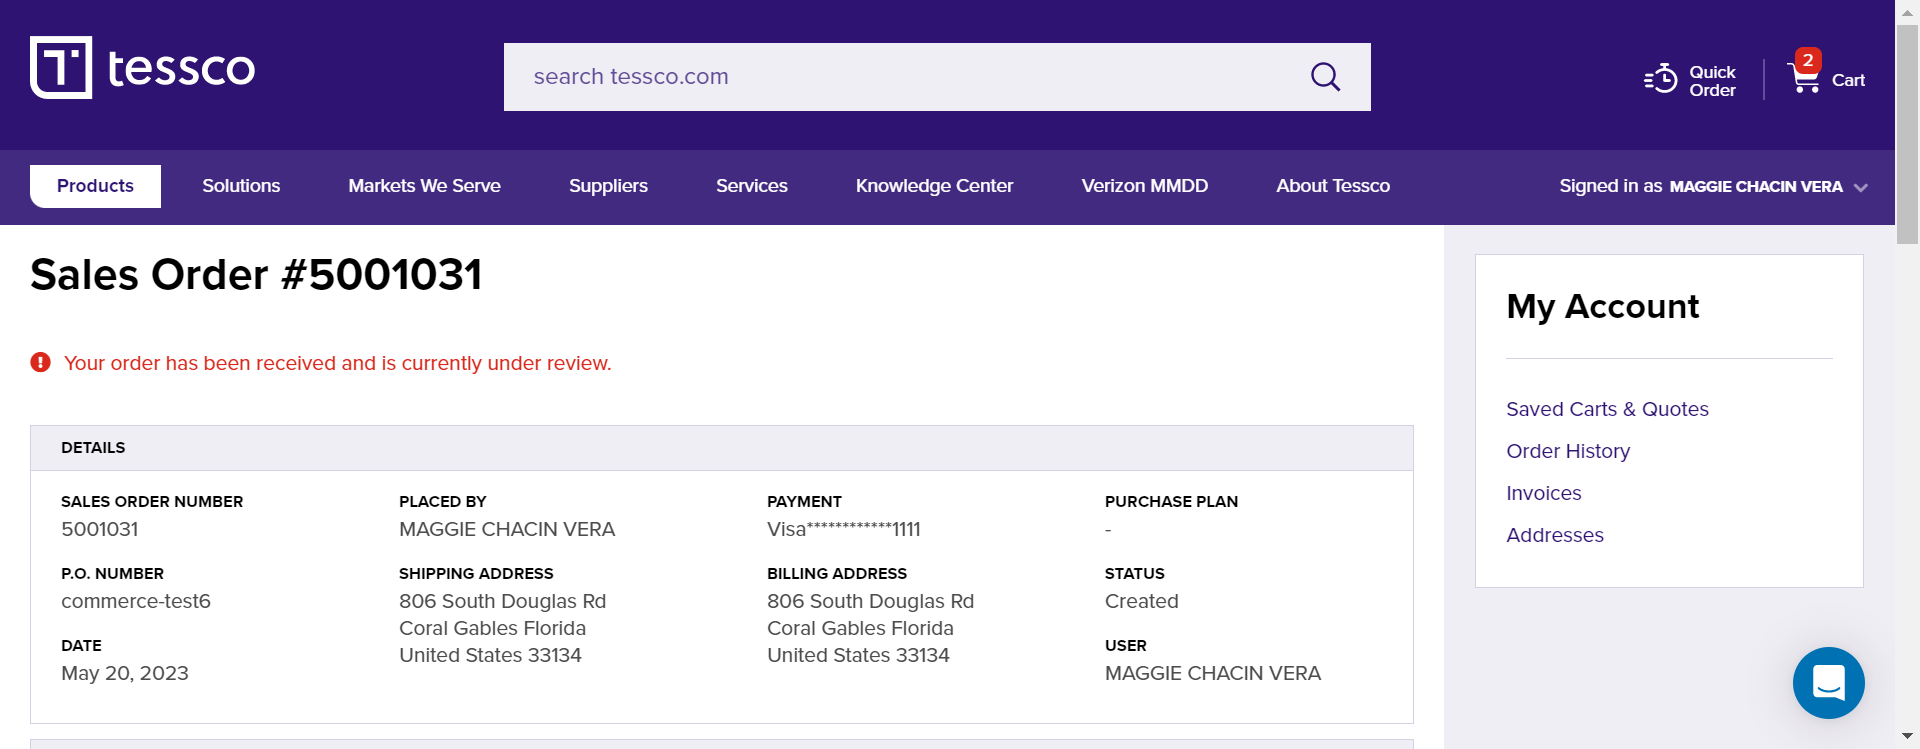 tessco
search tessco.com
Quick
Order
2
Cart
Products
Solutions
Markets We Serve
Suppliers
Services
Knowledge Center
Verizon MMDD
About Tessco
Signed in as MAGGIE CHACIN VERA
Sales Order #5001031
Your order has been received and is currently under review.
DETAILS
SALES ORDER NUMBER
5001031
P.O. NUMBER
commerce-test6
DATE
May 20, 2023
PLACED BY
MAGGIE CHACIN VERA
SHIPPING ADDRESS
806 South Douglas Rd
Coral Gables Florida
United States 33134
PAYMENT
Visa************1111
BILLING ADDRESS
806 South Douglas Rd
Coral Gables Florida
United States 33134
PURCHASE PLAN
-
STATUS
Created
USER
MAGGIE CHACIN VERA
My Account
Saved Carts & Quotes
Order History
Invoices
Addresses